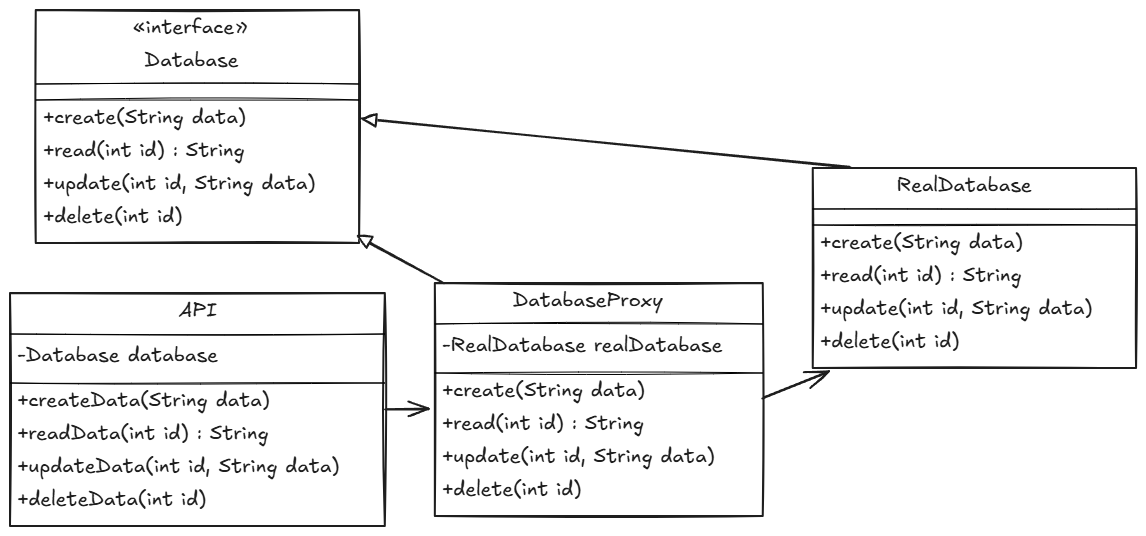 «interface»
Database
+create(String data)
+read(int id) : String
+update(int id, String data)
+delete(int id)
RealDatabase
+create(String data)
+read(int id) : String
+update(int id, String data)
+delete(int id)
API
-Database database
+createData(String data)
+readData(int id) : String
+updateData(int id, String data)
+deleteData(int id)
DatabaseProxy
-RealDatabase realDatabase
+create(String data)
+read(int id) : String
+update(int id, String data)
+delete(int id)